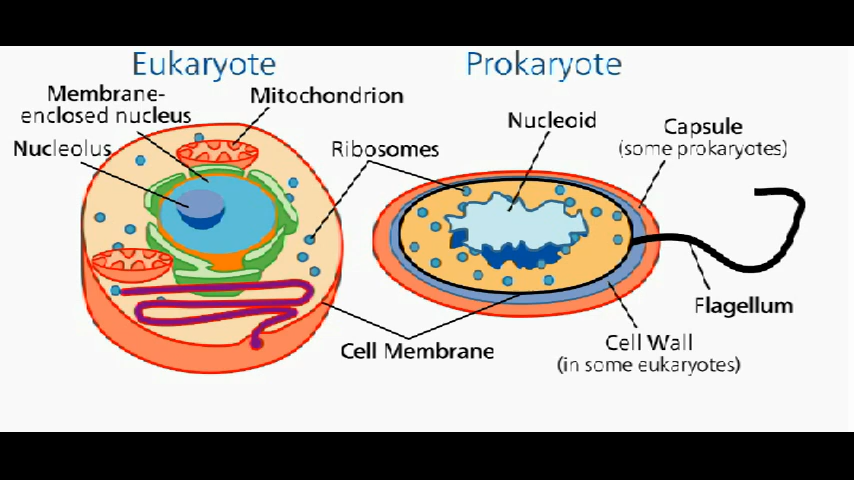 Eukaryote
Prokaryote
Membrane-
enclosed nucleus
Mitochondrion
Nucleolus
Ribosomes
Nucleoid
Capsule
(some prokaryotes)
Flagellum
Cell Membrane
Cell Wall
(in some eukaryotes)